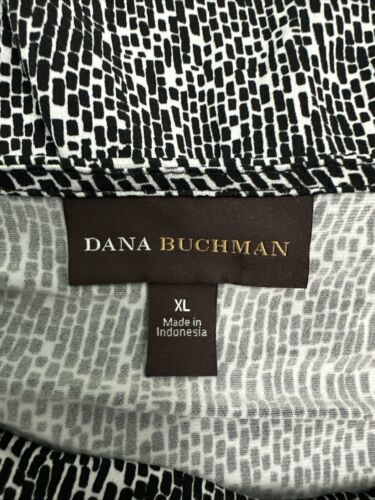 DANA BUCHMAN
XL
Made in
Indonesia